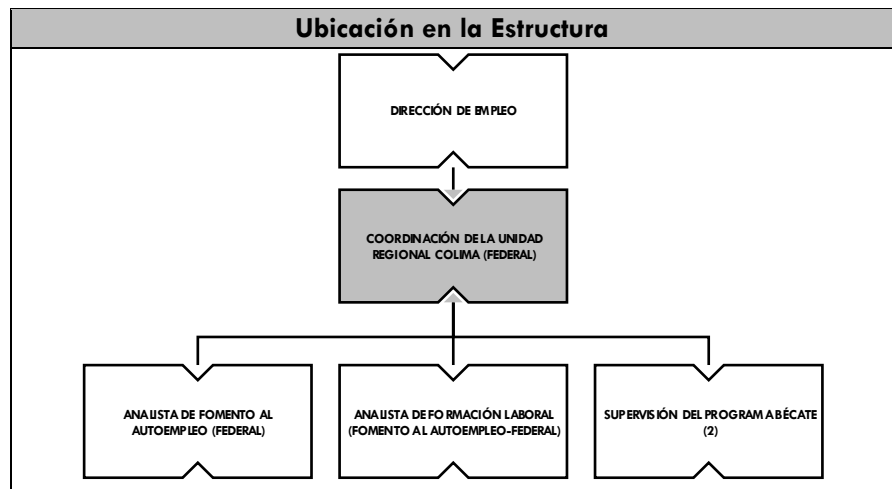 Ubicación en la Estructura
DIRECCIÓN DE EMPLEO
COORDINACIÓN DE LA UNIDAD
REGIONAL COLIMA (FEDERAL)
ANALISTA DE FOMENTO AL
AUTOEMPLEO (FEDERAL)
ANALISTA DE FORMACIÓN LABORAL
(FOMENTO AL AUTOEMPLEO-FEDERAL)
SUPERVISIÓN DEL PROGRAMA BÉCATE
(2)